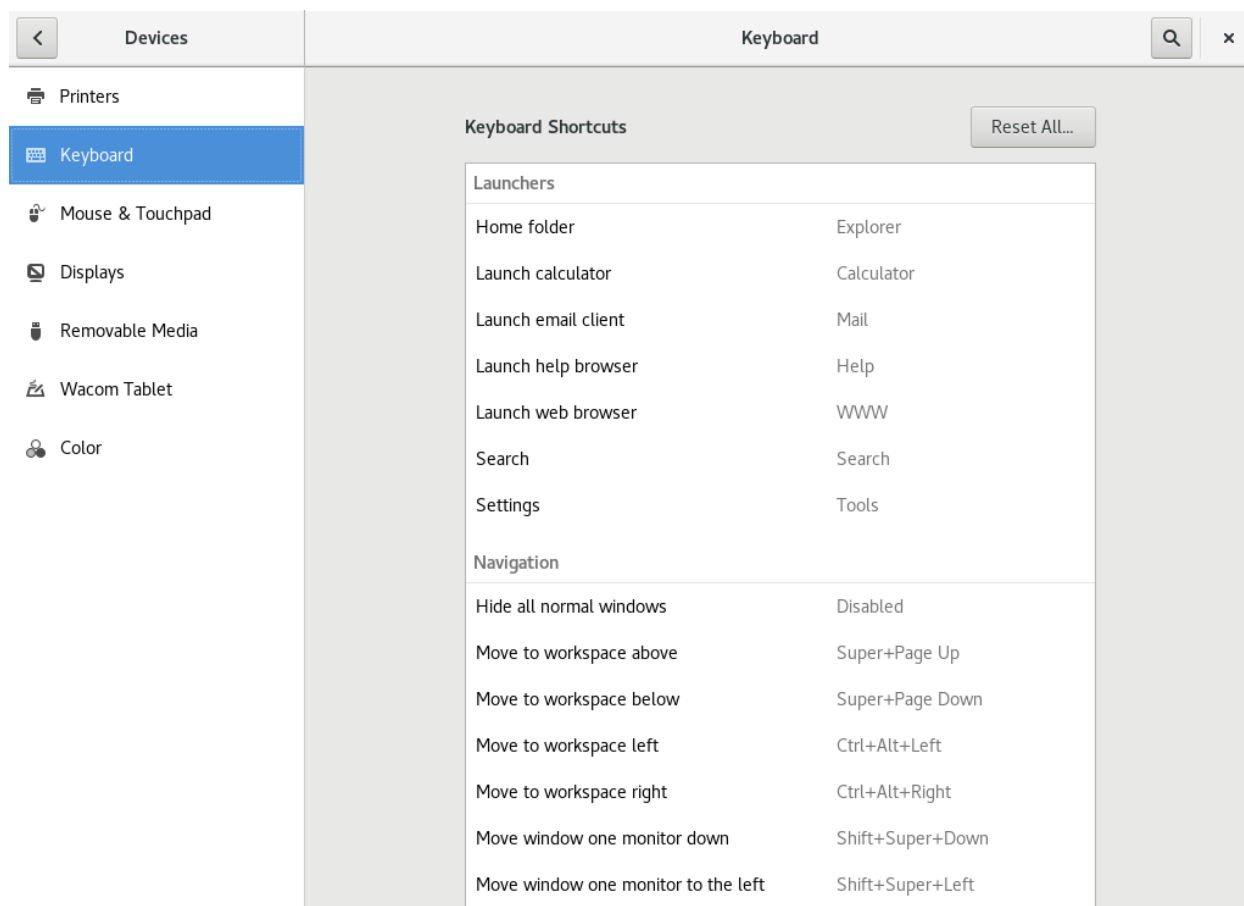 Devices
Keyboard
Printers
Keyboard
Mouse & Touchpad
Displays
Removable Media
Wacom Tablet
Color
Keyboard Shortcuts
Reset All...
Launchers
Home folder Explorer
Launch calculator Calculator
Launch email client Mail
Launch help browser Help
Launch web browser WWW
Search Search
Settings Tools
Navigation
Hide all normal windows Disabled
Move to workspace above Super+Page Up
Move to workspace below Super+Page Down
Move to workspace left Ctrl+Alt+Left
Move to workspace right Ctrl+Alt+Right
Move window one monitor down Shift+Super+Down
Move window one monitor to the left Shift+Super+Left